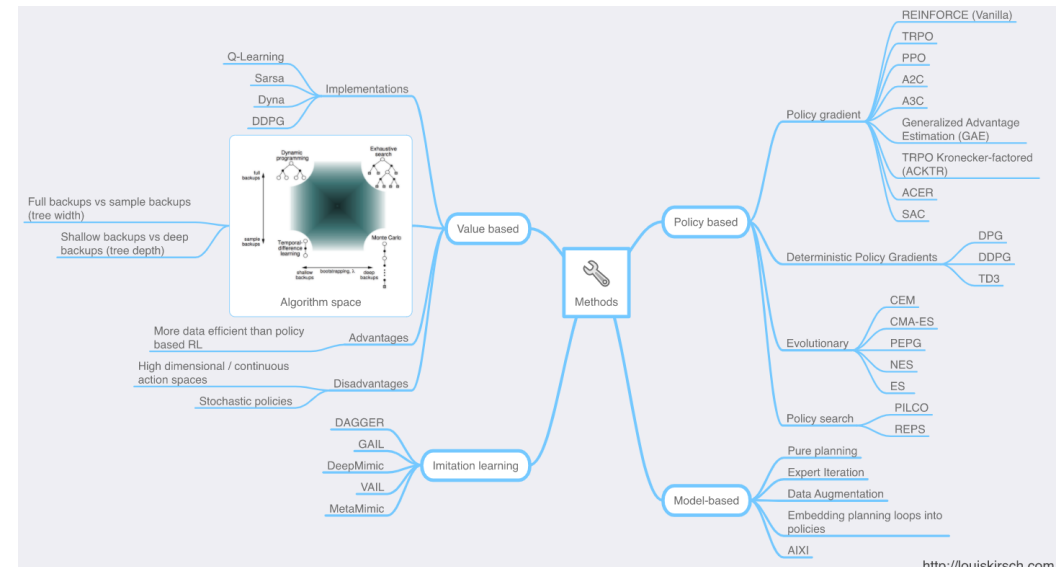 REINFORCE (Vanilla)
TRPO
PPO
A2C
A3C
Generalized Advantage
Estimation (GAE)
TRPO Kronecker-factored
(ACKTR)
ACER
SAC
Policy gradient
Policy based
Deterministic Policy Gradients
DPG
DDPG
TD3
Evolutionary
CEM
CMA-ES
PEPG
NES
ES
Policy search
PILCO
REPS
Q-Learning
Sarsa
Dyna
DDPG
Implementations
Dynamic
programming
Exhaustive
search
full
backups
sample
backups
Temporal-
difference
learning
Monte Carlo
shallow
backups
bootstrapping, λ
deep
backups
Algorithm space
Full backups vs sample backups
(tree width)
Shallow backups vs deep
backups (tree depth)
Value based
Methods
More data efficient than policy
based RL
Advantages
High dimensional / continuous
action spaces
Stochastic policies
Disadvantages
DAGGER
GAIL
DeepMimic
VAIL
MetaMimic
Imitation learning
Model-based
Pure planning
Expert Iteration
Data Augmentation
Embedding planning loops into
policies
AIXI
http://louiskirsch.com